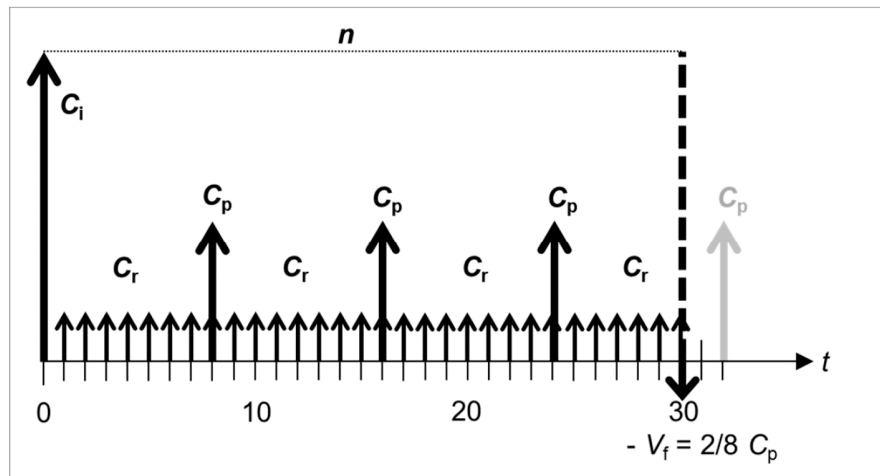 n
Ci
Cp Cp Cp Cp
Cr Cr Cr Cr
t
0 10 20 30
- Vf = 2/8 Cp